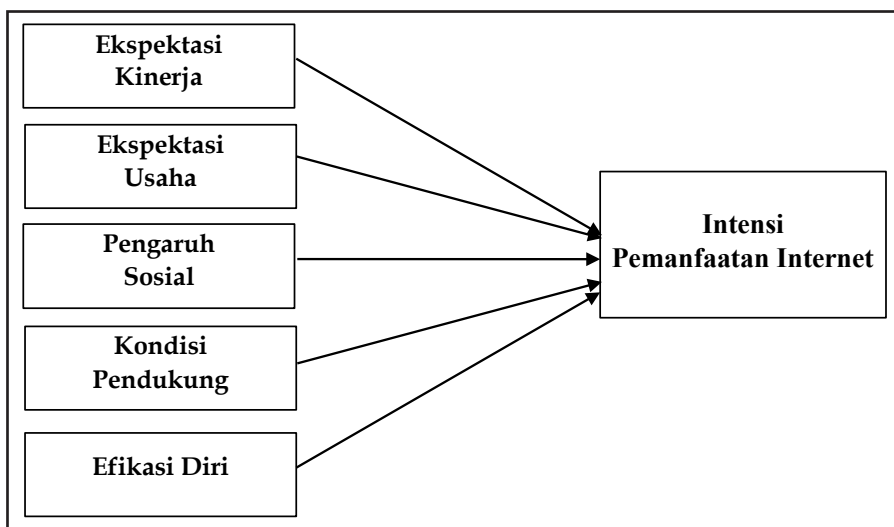 Ekspektasi
Kinerja
Ekspektasi
Usaha
Pengaruh
Sosial
Kondisi
Pendukung
Efikasi Diri
Intensi
Pemanfaatan Internet